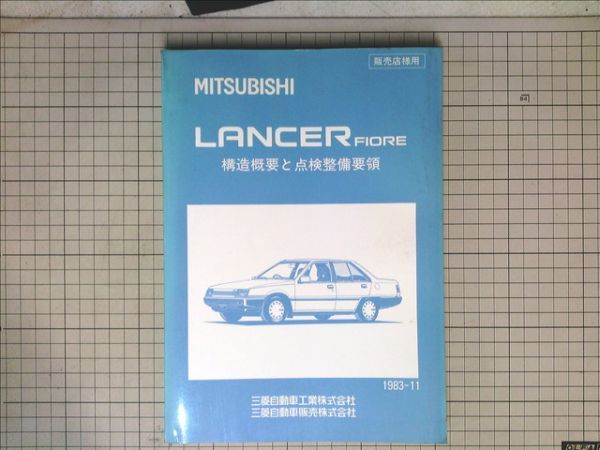 販売店様用
MITSUBISHI
LANCER FIORE
構造概要と点検整備要領
1983-11
三菱自動車工業株式会社
三菱自動車販売株式会社